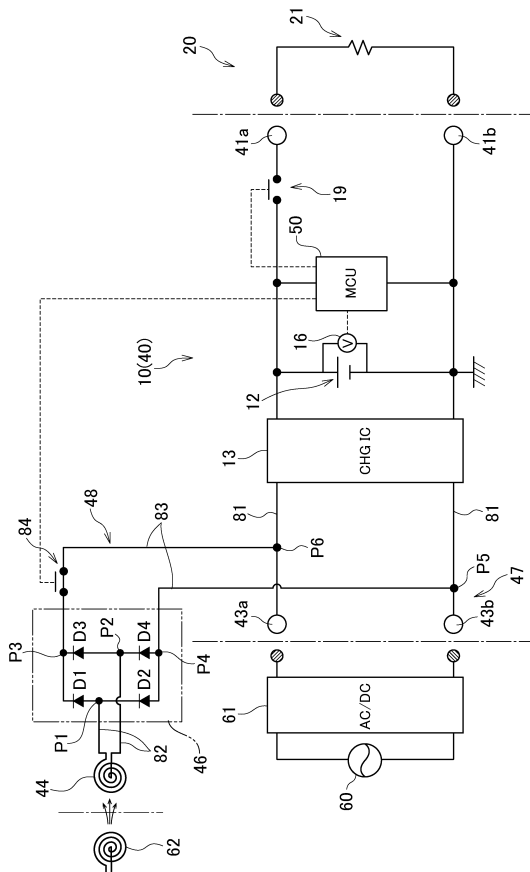 20
21
41a
41b
19
50
MCU
16
V
10(40)
12
13
CHG IC
81
81
84
48
83
P6
P5
47
43a
43b
P3
D3
P2
D4
P4
D1
D2
P1
82
46
44
62
61
AC/DC
60